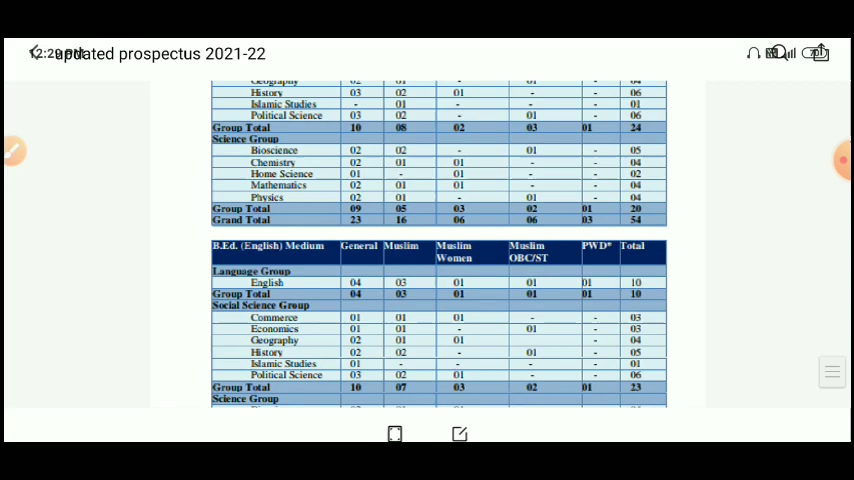 updated prospectus 2021-22
Geography 02 01 - 01 - 04
History 03 02 01 - - 06
Islamic Studies - 01 - - - 01
Political Science 03 02 - 01 - 06
Group Total 10 08 02 03 01 24
Science Group
Bioscience 02 02 - 01 - 05
Chemistry 02 01 01 - - 04
Home Science 01 - 01 - - 02
Mathematics 02 01 01 - - 04
Physics 02 01 - 01 - 04
Group Total 09 05 03 02 01 20
Grand Total 23 16 06 06 03 54
B.Ed. (English) Medium General Muslim Muslim Women Muslim OBC/ST PWD* Total
Language Group
English 04 03 01 01 01 10
Group Total 04 03 01 01 01 10
Social Science Group
Commerce 01 01 01 - - 03
Economics 01 01 - 01 - 03
Geography 02 01 01 - 04
History 02 02 - 01 - 05
Islamic Studies 01 - - - - 01
Political Science 03 02 01 - - 06
Group Total 10 07 03 02 01 23
Science Group